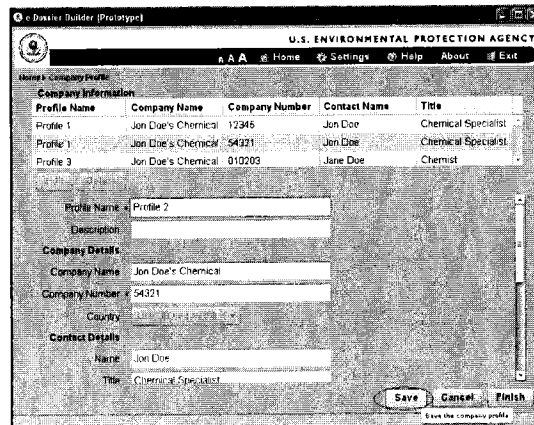 e-Dossier Builder (Prototype)
U.S. ENVIRONMENTAL PROTECTION AGENCY
A A A Home Settings Help About Exit
Home Company Profile
Company Information
Profile Name Company Name Company Number Contact Name Title
Profile 1 Jon Doe's Chemical 12345 Jon Doe Chemical Specialist
Profile 1 Jon Doe's Chemical 54321 Jon Doe Chemical Specialist
Profile 3 Jon Doe's Chemical 010203 Jane Doe Chemist
Profile Name * Profile 2
Description
Company Details
Company Name Jon Doe's Chemical
Company Number * 54321
Country
Contact Details
Name Jon Doe
Title Chemical Specialist
Save Cancel Finish
Save the company profile